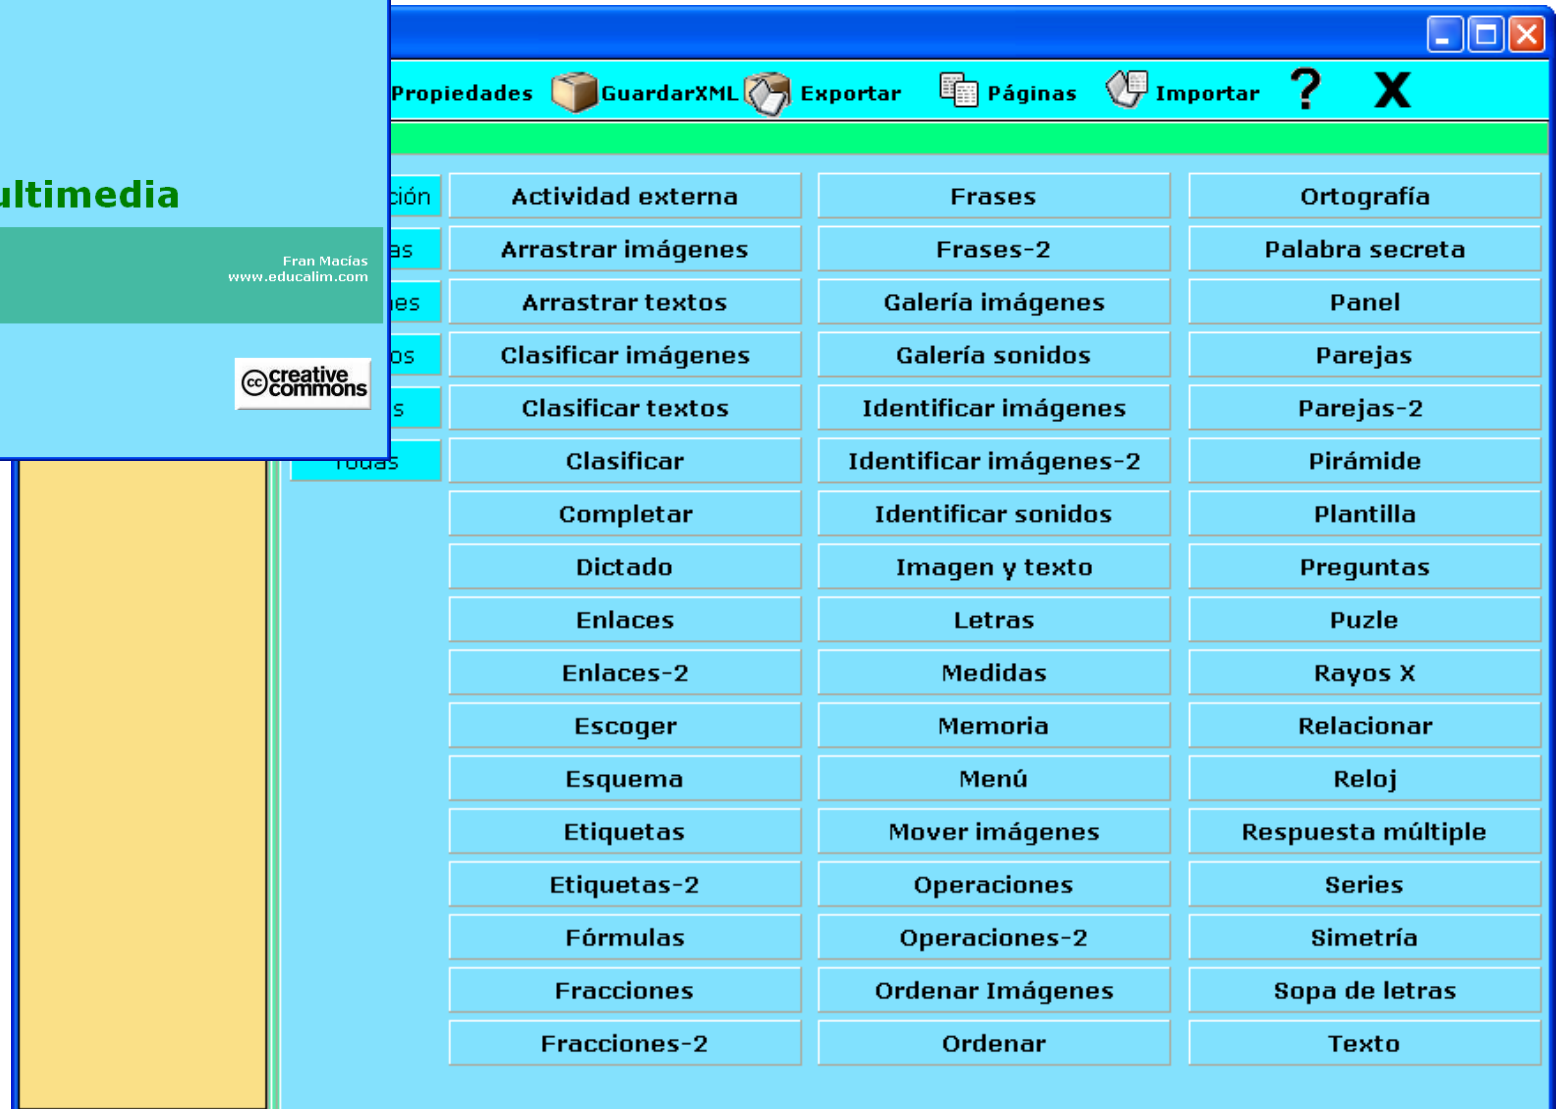 Propiedades GuardarXML Exportar Páginas Importar ? X
Actividad externa Frases Ortografía
ultimedia
Arrastrar imágenes Frases-2 Palabra secreta
Fran Macías
www.educalim.com
Arrastrar textos Galería imágenes Panel
Clasificar imágenes Galería sonidos Parejas
cc creative
commons
Clasificar textos Identificar imágenes Parejas-2
Todas Clasificar Identificar imágenes-2 Pirámide
Completar Identificar sonidos Plantilla
Dictado Imagen y texto Preguntas
Enlaces Letras Puzle
Enlaces-2 Medidas Rayos X
Escoger Memoria Relacionar
Esquema Menú Reloj
Etiquetas Mover imágenes Respuesta múltiple
Etiquetas-2 Operaciones Series
Fórmulas Operaciones-2 Simetría
Fracciones Ordenar Imágenes Sopa de letras
Fracciones-2 Ordenar Texto